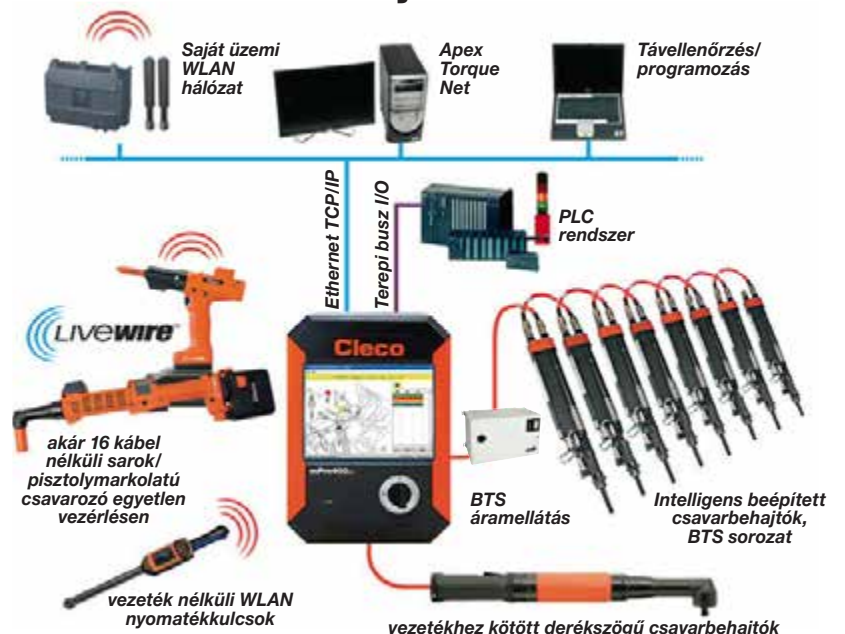 Saját üzemi
WLAN
hálózat
Apex
Torque
Net
Távellenőrzés/
programozás
Ethernet TCP/IP
Terepi busz I/O
PLC
rendszer
LIVEWIRE
Cleco
akár 16 kábel
nélküli sarok/
pisztolymarkolatú
csavarozó egyetlen
vezérlésen
BTS
áramellátás
Intelligens beépített
csavarbehajtók,
BTS sorozat
vezeték nélküli WLAN
nyomatékkulcsok
vezetékhez kötött derékszögű csavarbehajtók